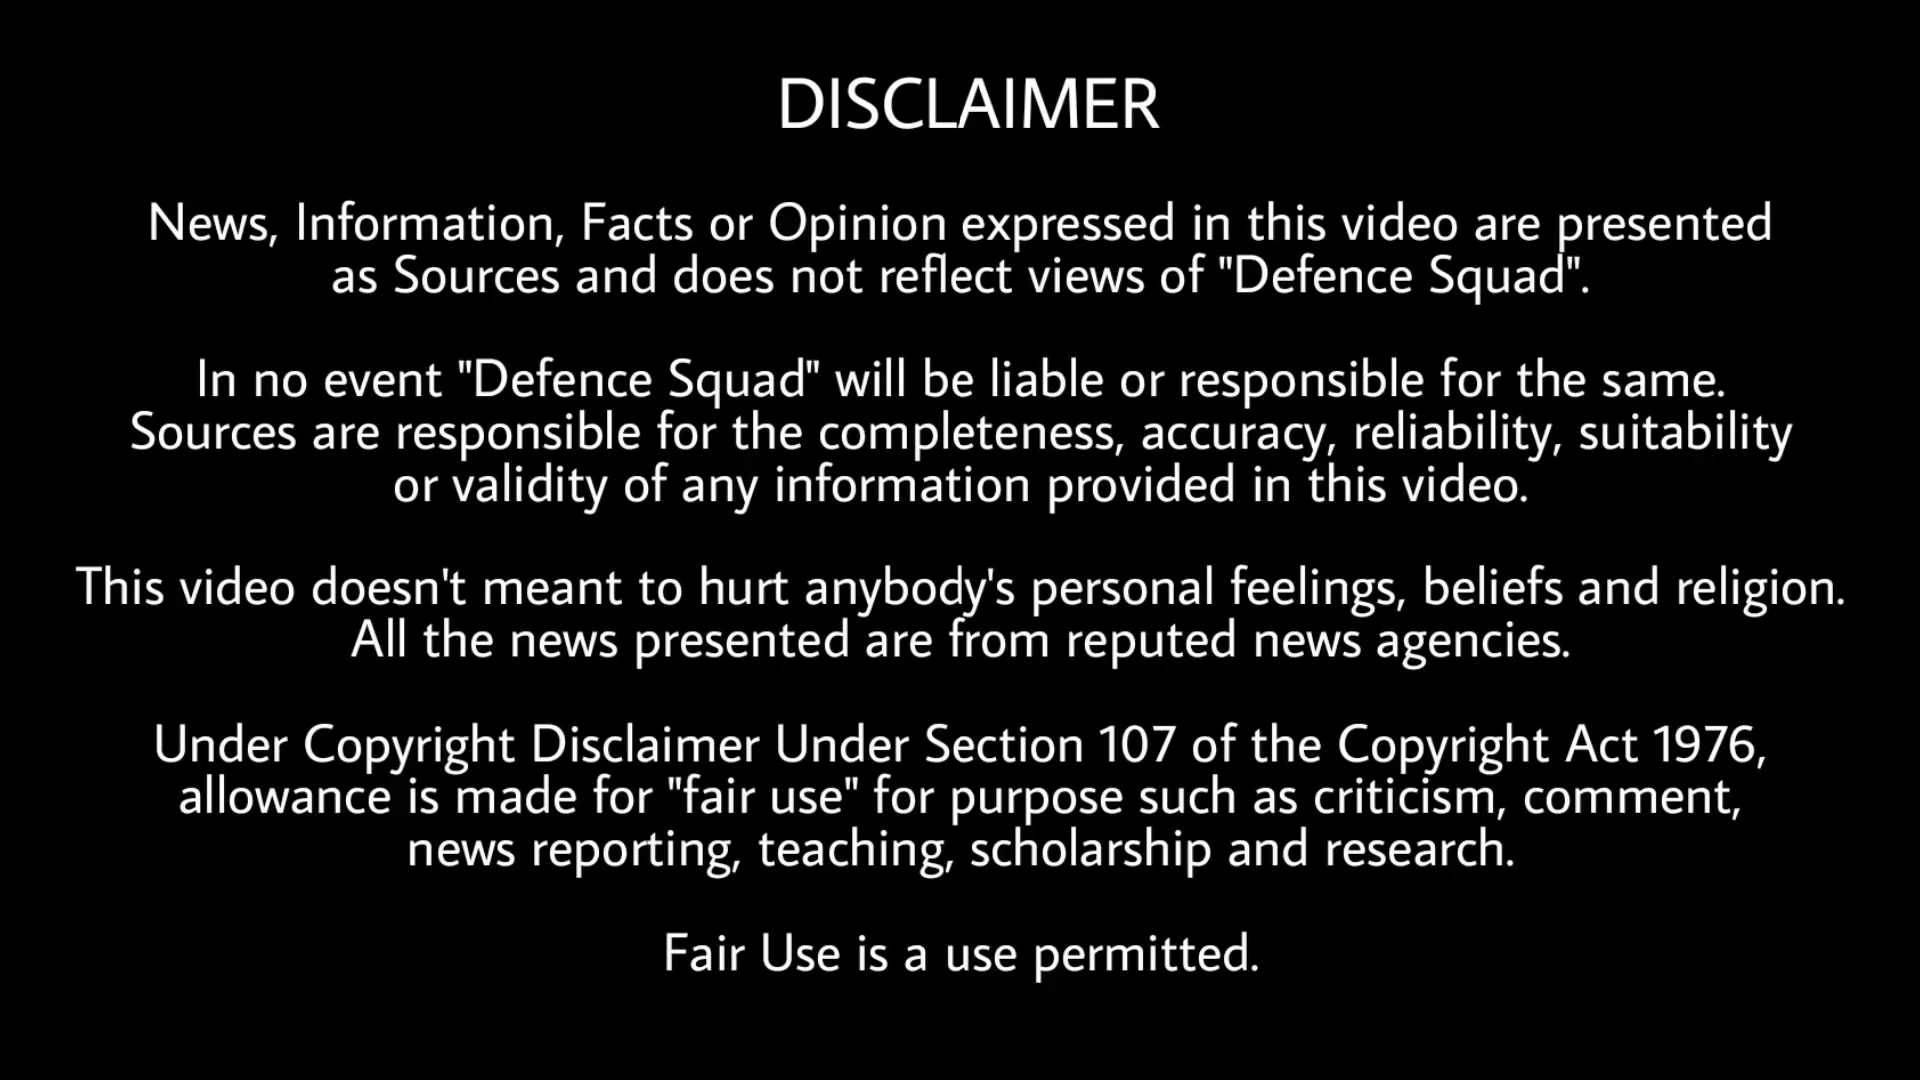 DISCLAIMER
News, Information, Facts or Opinion expressed in this video are presented
as Sources and does not reflect views of "Defence Squad".
In no event "Defence Squad" will be liable or responsible for the same.
Sources are responsible for the completeness, accuracy, reliability, suitability
or validity of any information provided in this video.
This video doesn't meant to hurt anybody's personal feelings, beliefs and religion.
All the news presented are from reputed news agencies.
Under Copyright Disclaimer Under Section 107 of the Copyright Act 1976,
allowance is made for "fair use" for purpose such as criticism, comment,
news reporting, teaching, scholarship and research.
Fair Use is a use permitted.